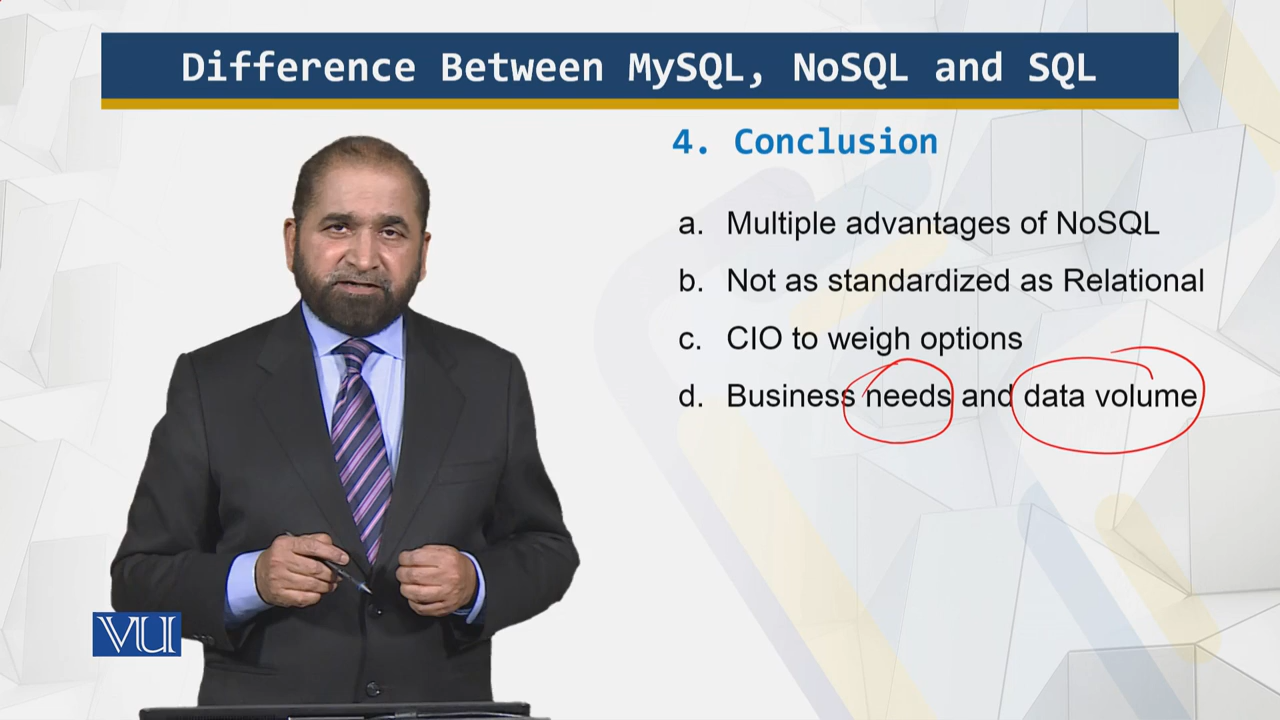 Difference Between MySQL, NoSQL and SQL
4. Conclusion
a. Multiple advantages of NoSQL
b. Not as standardized as Relational
c. CIO to weigh options
d. Business needs and data volume
VU